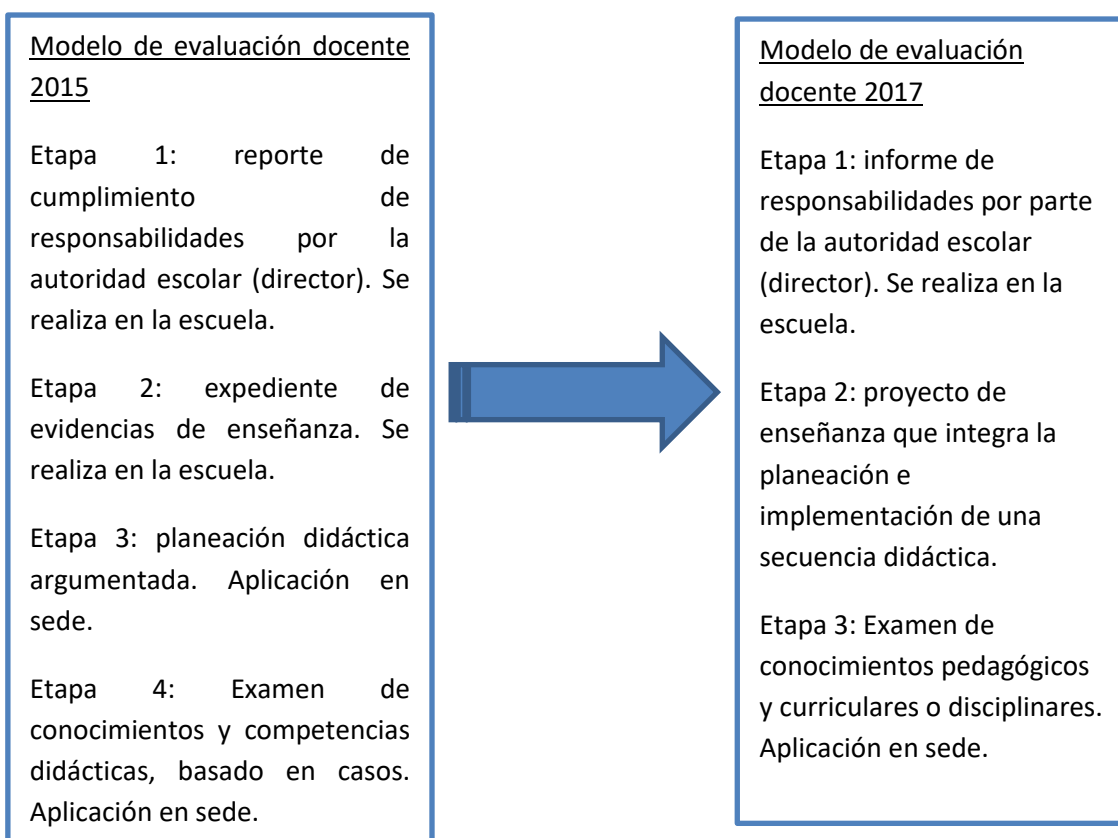 Modelo de evaluación docente
2015
Etapa 1: reporte de
cumplimiento de
responsabilidades por la
autoridad escolar (director). Se
realiza en la escuela.
Etapa 2: expediente de
evidencias de enseñanza. Se
realiza en la escuela.
Etapa 3: planeación didáctica
argumentada. Aplicación en
sede.
Etapa 4: Examen de
conocimientos y competencias
didácticas, basado en casos.
Aplicación en sede.
Modelo de evaluación
docente 2017
Etapa 1: informe de
responsabilidades por parte
de la autoridad escolar
(director). Se realiza en la
escuela.
Etapa 2: proyecto de
enseñanza que integra la
planeación e
implementación de una
secuencia didáctica.
Etapa 3: Examen de
conocimientos pedagógicos
y curriculares o disciplinares.
Aplicación en sede.